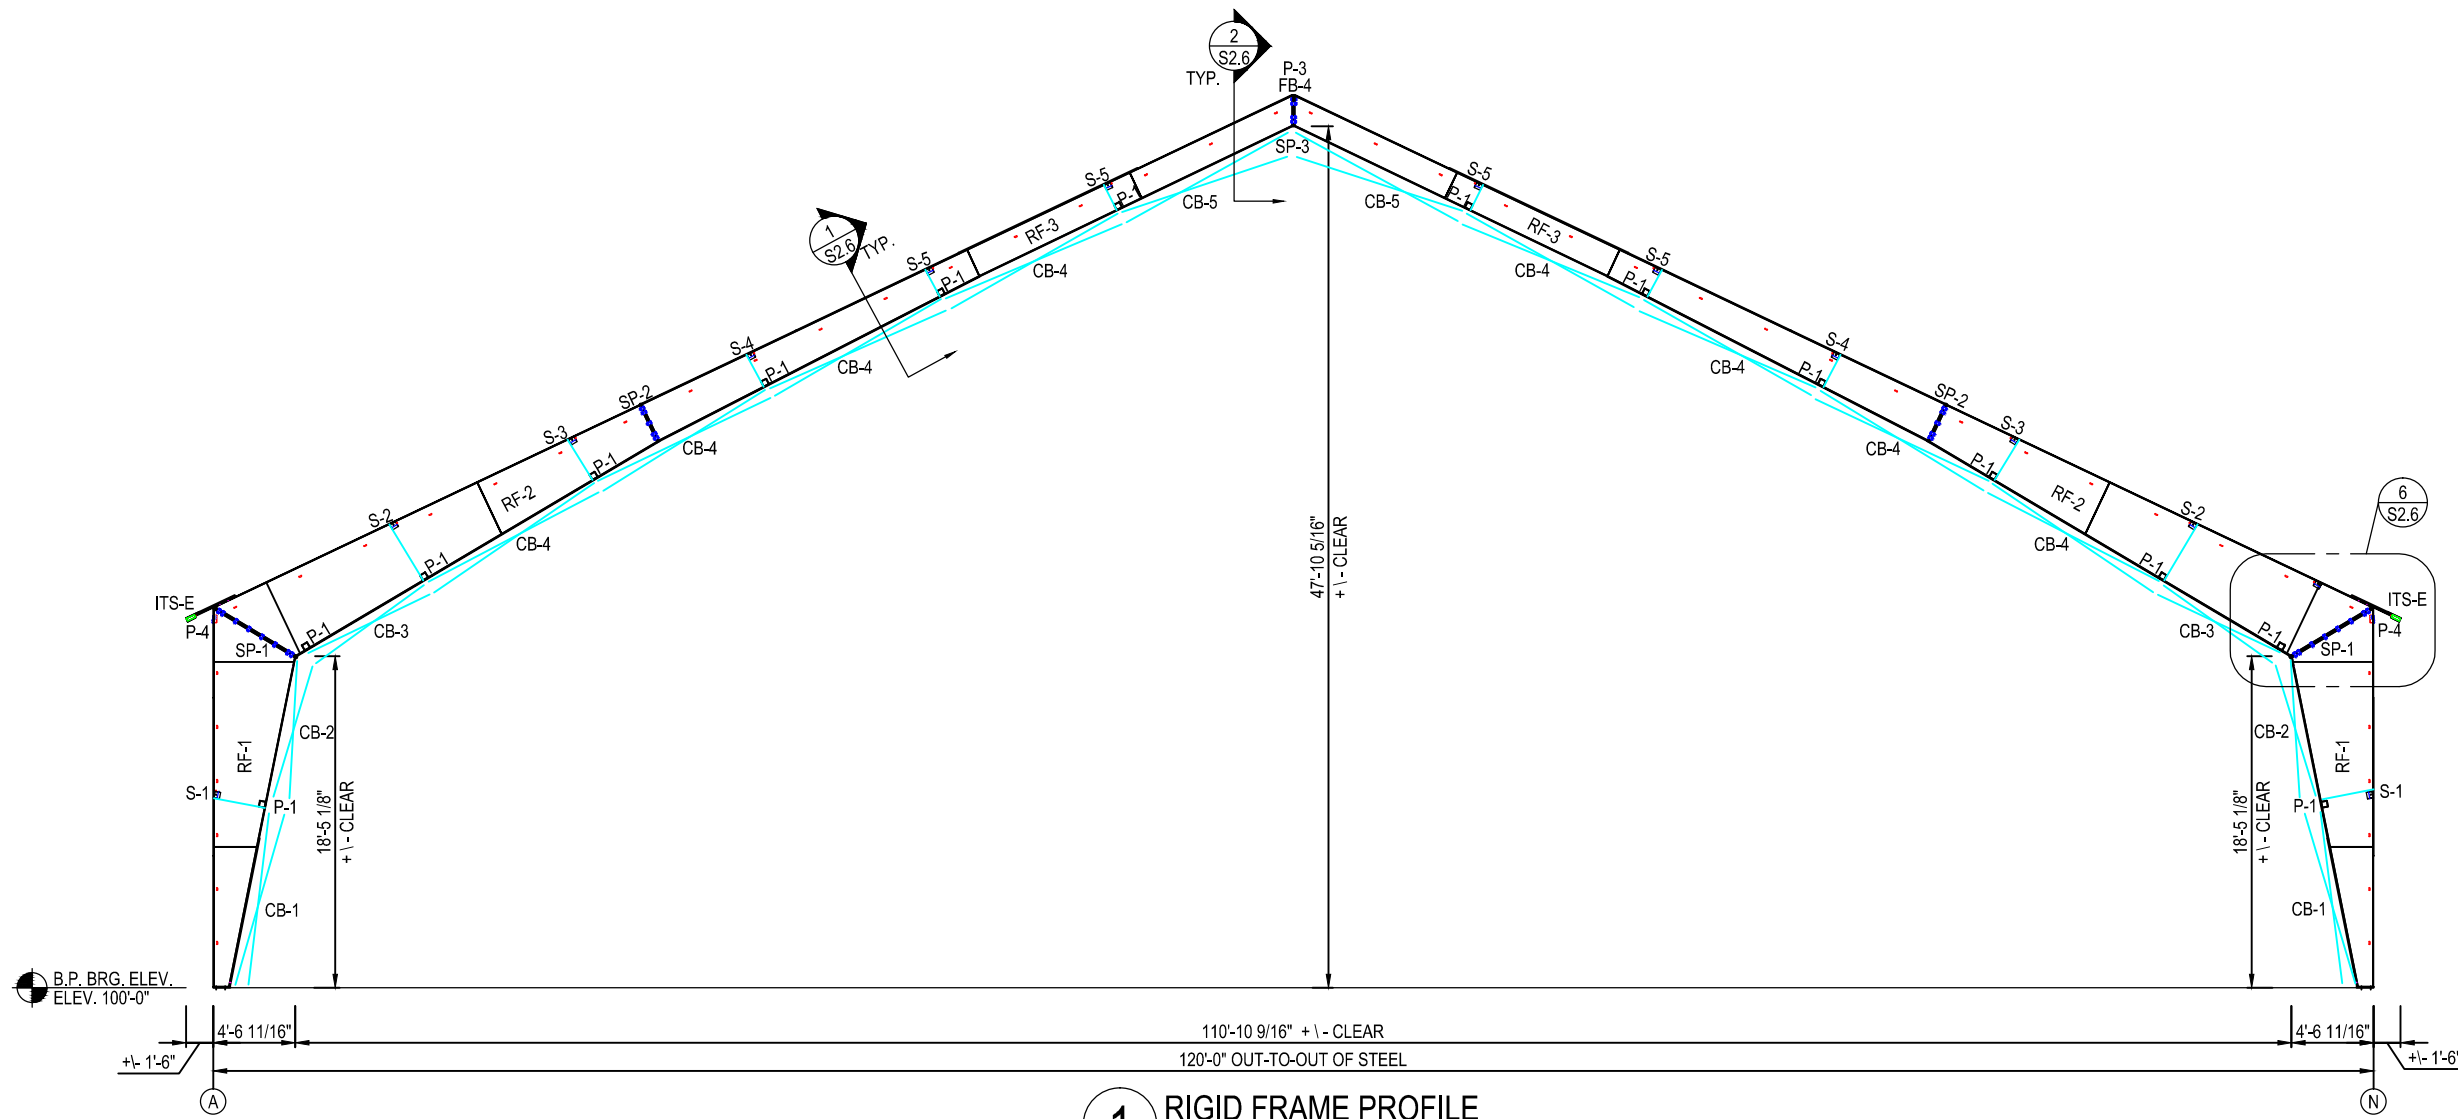 2
S2.6
TYP.
P-3
FB-4
SP-3
S-5
P-1
CB-5
CB-5
P-1
S-5
1
S2.6
TYP.
RF-3
CB-4
RF-3
CB-4
S-5
P-1
P-1
S-5
S-4
P-1
CB-4
CB-4
P-1
S-4
SP-2
CB-4
CB-4
SP-2
S-3
P-1
P-1
S-3
RF-2
RF-2
S-2
P-1
CB-4
CB-4
P-1
S-2
6
S2.6
47'-10 5/16"
+ \ - CLEAR
ITS-E
P-4
SP-1
P-1
CB-3
CB-3
P-1
SP-1
P-4
ITS-E
RF-1
CB-2
CB-2
RF-1
S-1
P-1
18'-5 1/8"
+ \ - CLEAR
18'-5 1/8"
+ \ - CLEAR
P-1
S-1
CB-1
CB-1
B.P. BRG. ELEV.
ELEV. 100'-0"
4'-6 11/16"
110'-10 9/16" + \ - CLEAR
4'-6 11/16"
+\- 1'-6"
120'-0" OUT-TO-OUT OF STEEL
+\- 1'-6"
A
N
1
RIGID FRAME PROFILE